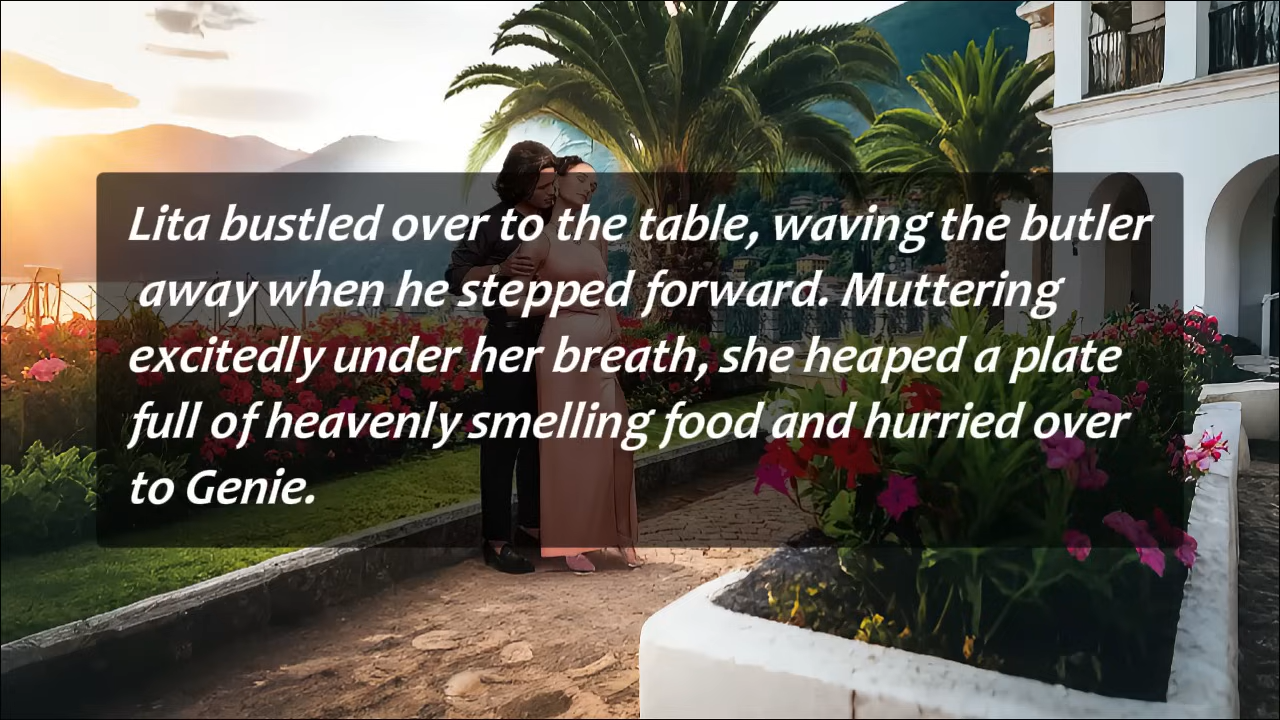 Lita bustled over to the table, waving the butler
away when he stepped forward. Muttering
excitedly under her breath, she heaped a plate
full of heavenly smelling food and hurried over
to Genie.